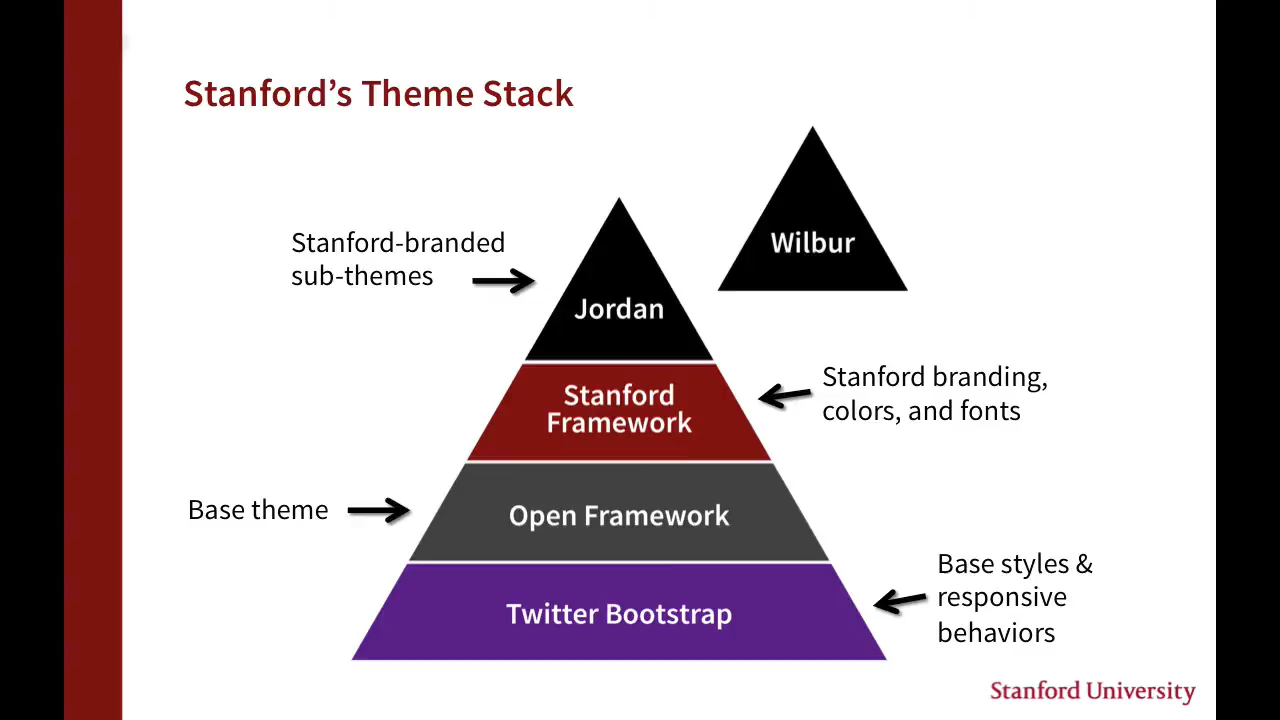 Stanford’s Theme Stack
Wilbur
Stanford-branded
sub-themes
Jordan
Stanford branding,
colors, and fonts
Stanford
Framework
Base theme
Open Framework
Base styles &
responsive
behaviors
Twitter Bootstrap
Stanford University